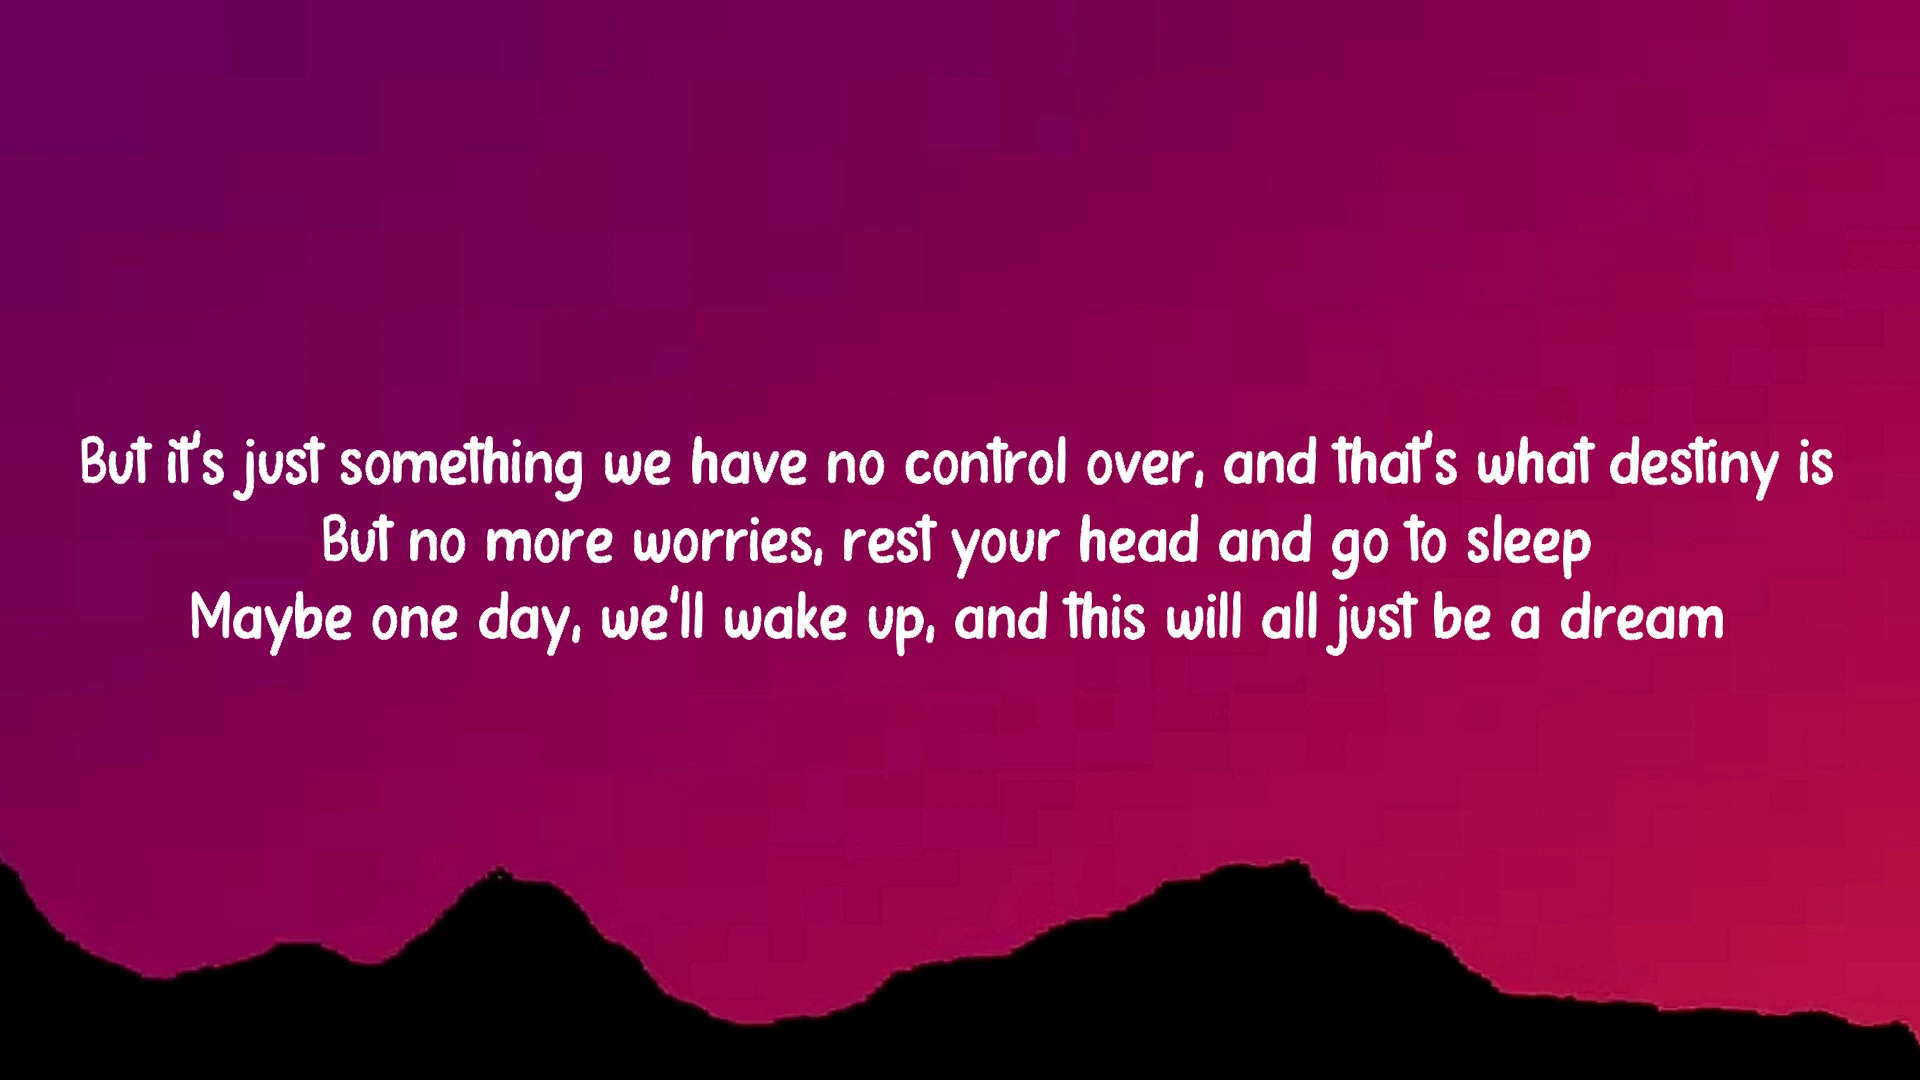 But it's just something we have no control over, and that's what destiny is
But no more worries, rest your head and go to sleep
Maybe one day, we'll wake up, and this will all just be a dream